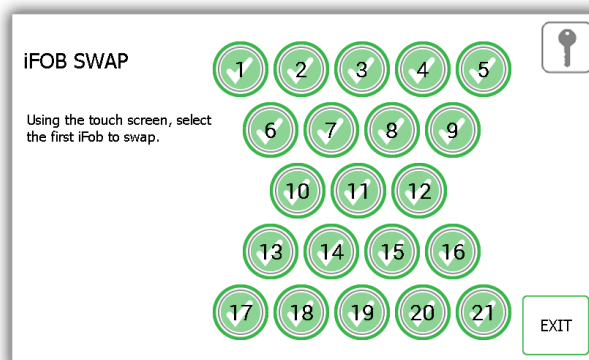 iFOB SWAP
1 2 3 4 5
Using the touch screen, select
the first iFob to swap.
6 7 8 9
10 11 12
13 14 15 16
17 18 19 20 21
EXIT